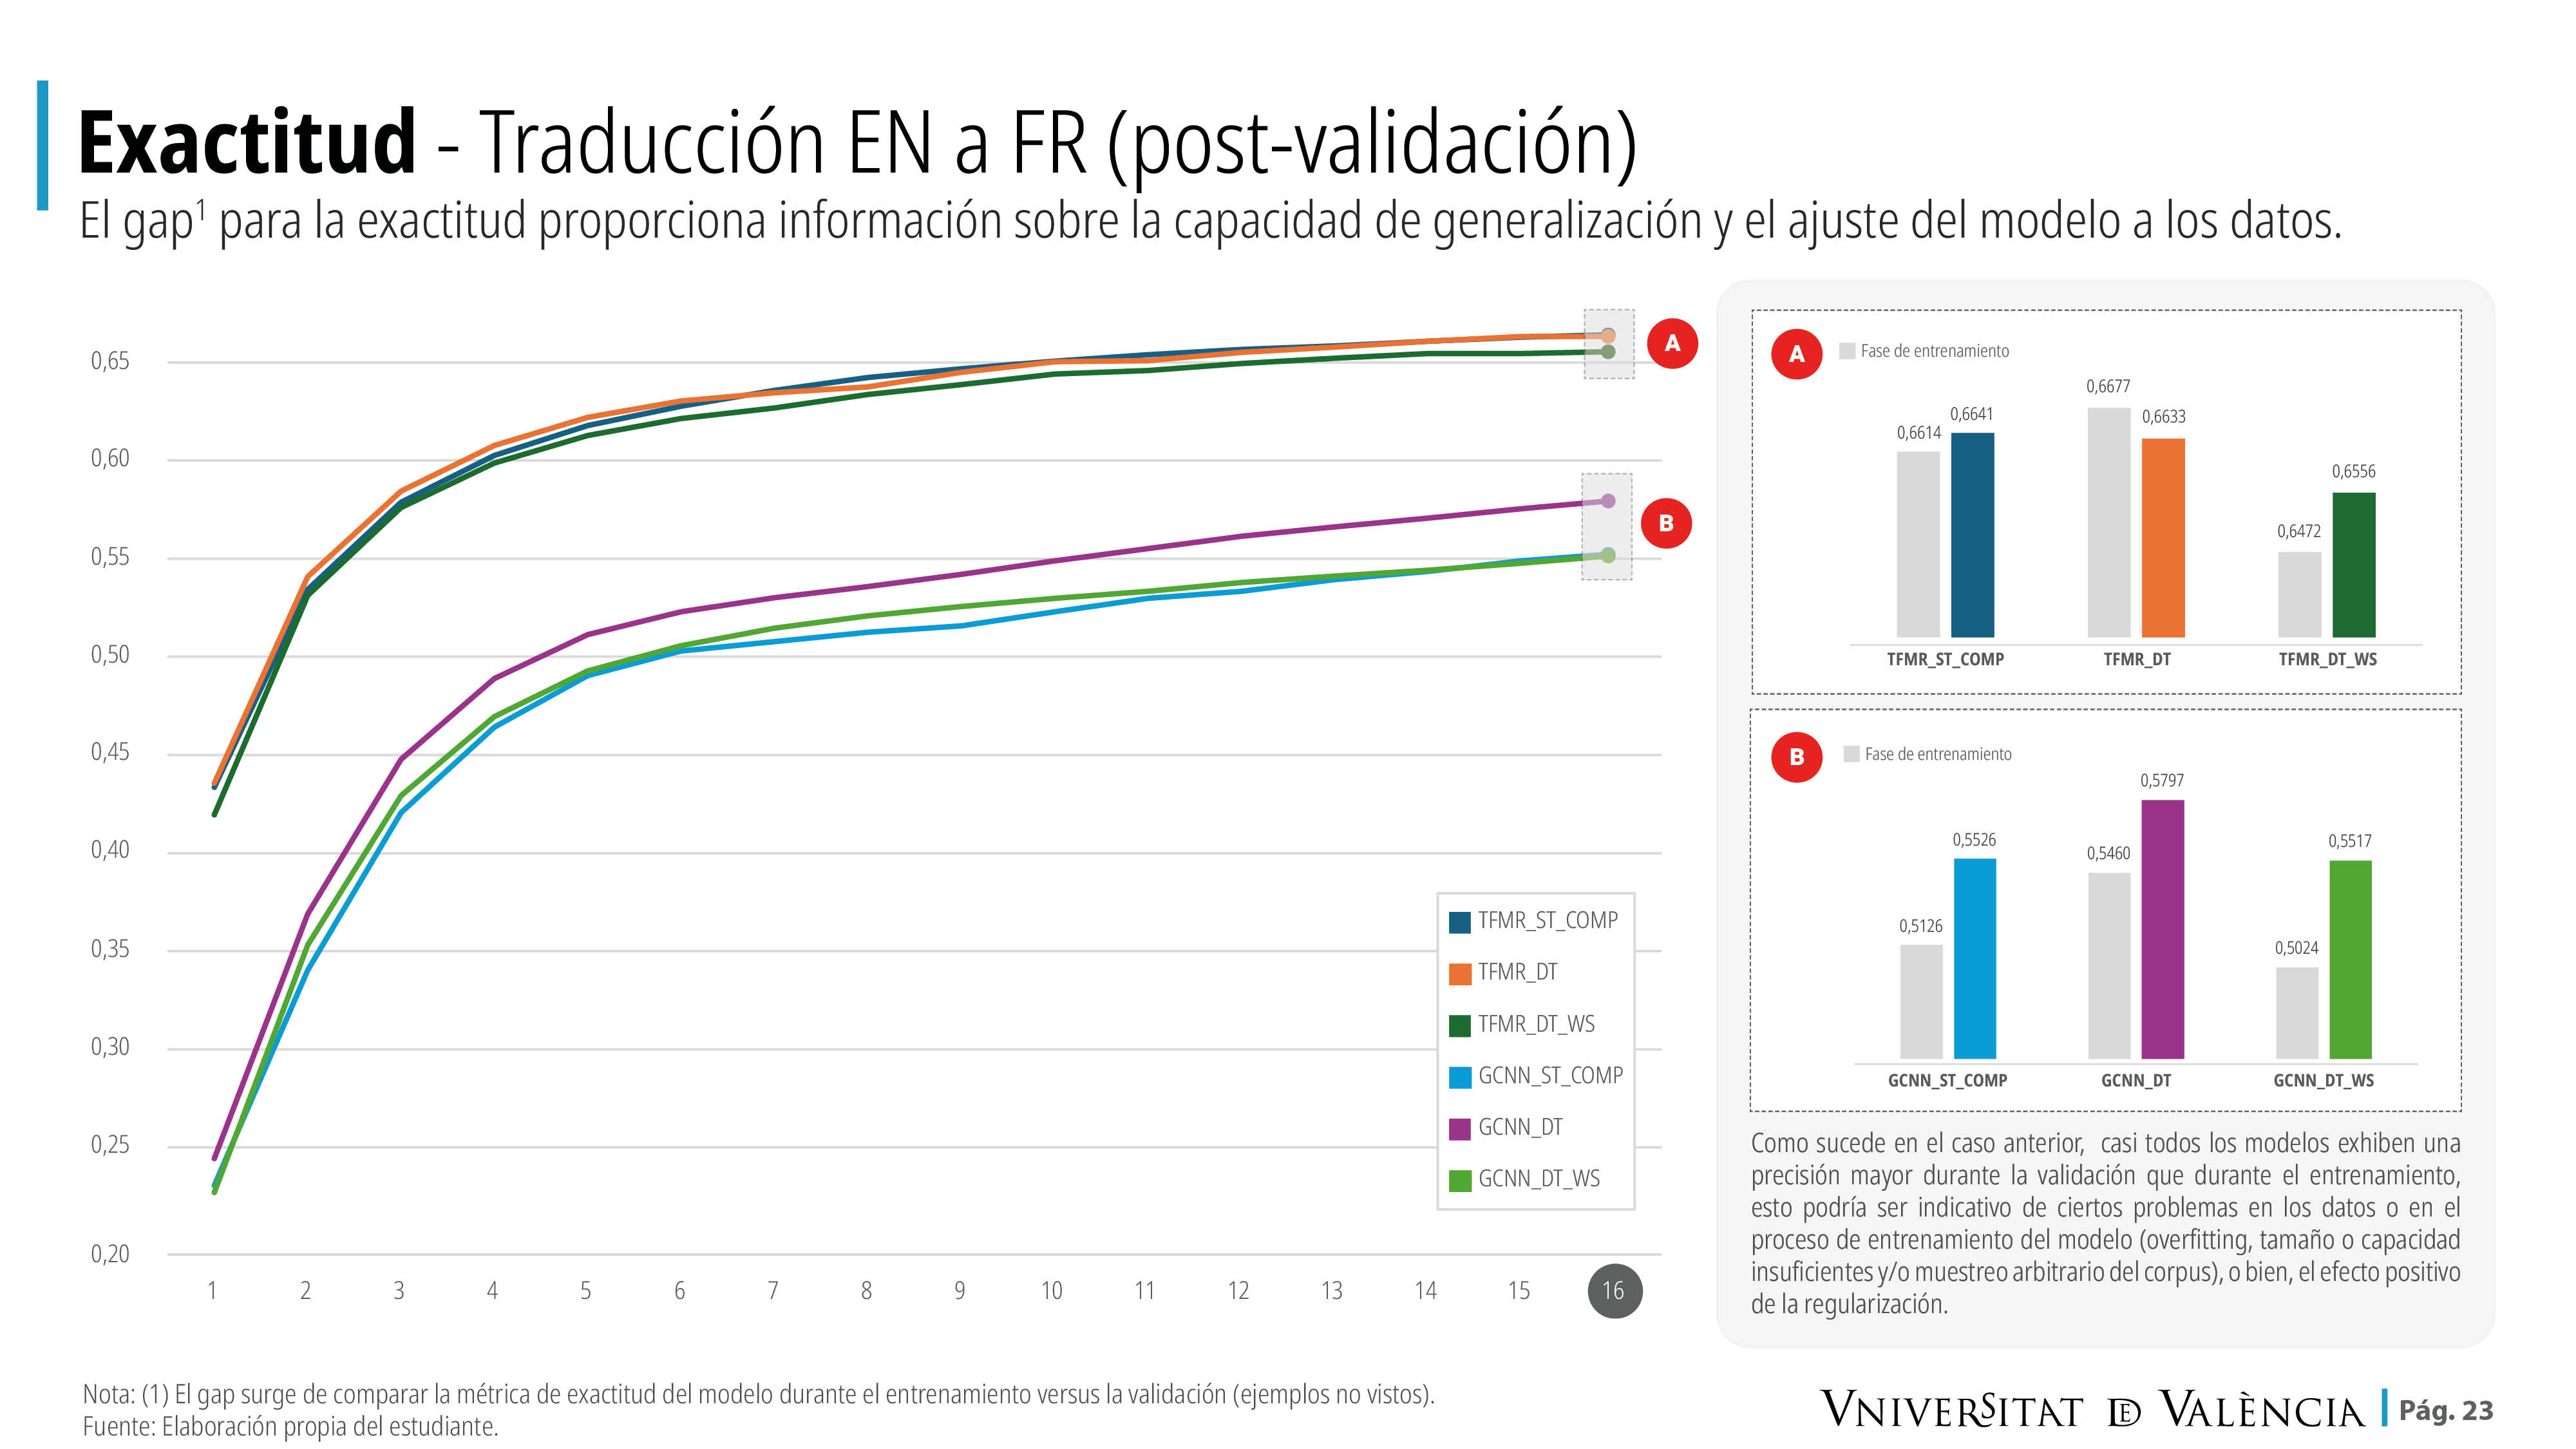 Exactitud - Traducción EN a FR (post-validación)
El gap¹ para la exactitud proporciona información sobre la capacidad de generalización y el ajuste del modelo a los datos.
0,65
0,60
0,55
0,50
0,45
0,40
0,35
0,30
0,25
0,20
1 2 3 4 5 6 7 8 9 10 11 12 13 14 15 16
A
B
TFMR_ST_COMP
TFMR_DT
TFMR_DT_WS
GCNN_ST_COMP
GCNN_DT
GCNN_DT_WS
A Fase de entrenamiento
0,6614 0,6641 0,6677 0,6633 0,6472 0,6556
TFMR_ST_COMP TFMR_DT TFMR_DT_WS
B Fase de entrenamiento
0,5126 0,5526 0,5460 0,5797 0,5024 0,5517
GCNN_ST_COMP GCNN_DT GCNN_DT_WS
Como sucede en el caso anterior, casi todos los modelos exhiben una
precisión mayor durante la validación que durante el entrenamiento,
esto podría ser indicativo de ciertos problemas en los datos o en el
proceso de entrenamiento del modelo (overfitting, tamaño o capacidad
insuficientes y/o muestreo arbitrario del corpus), o bien, el efecto positivo
de la regularización.
Nota: (1) El gap surge de comparar la métrica de exactitud del modelo durante el entrenamiento versus la validación (ejemplos no vistos).
Fuente: Elaboración propia del estudiante.
VNIVERSITAT DE VALÈNCIA Pág. 23